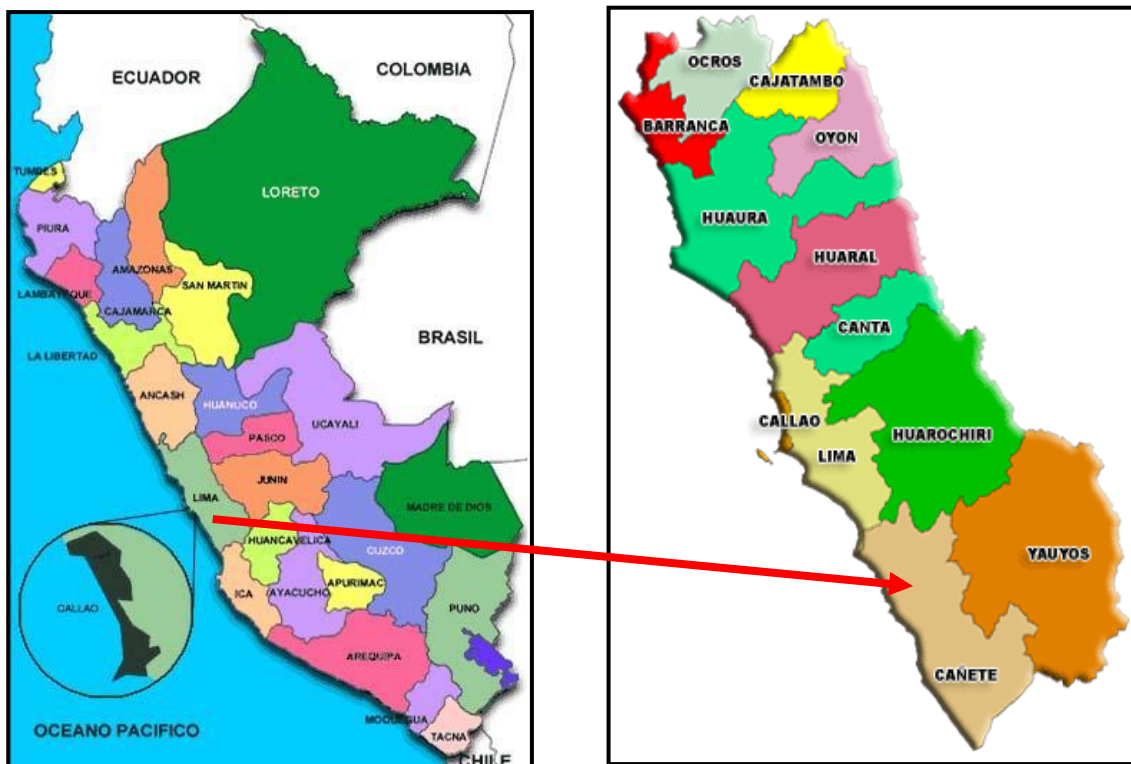 ECUADOR
COLOMBIA
TUMBES
LORETO
PIURA
AMAZONAS
SAN MARTIN
LAMBAYEQUE
CAJAMARCA
BRASIL
LA LIBERTAD
ANCASH
HUANUCO
UCAYALI
PASCO
LIMA
JUNIN
MADRE DE DIOS
HUANCAVELICA
CUZCO
ICA
AYACUCHO
APURIMAC
PUNO
CALLAO
AREQUIPA
OCEANO PACIFICO
MOQUEGUA
TACNA
CHILE
OCROS
CAJATAMBO
BARRANCA
OYON
HUAURA
HUARAL
CANTA
CALLAO
LIMA
HUAROCHIRI
YAUYOS
CAÑETE